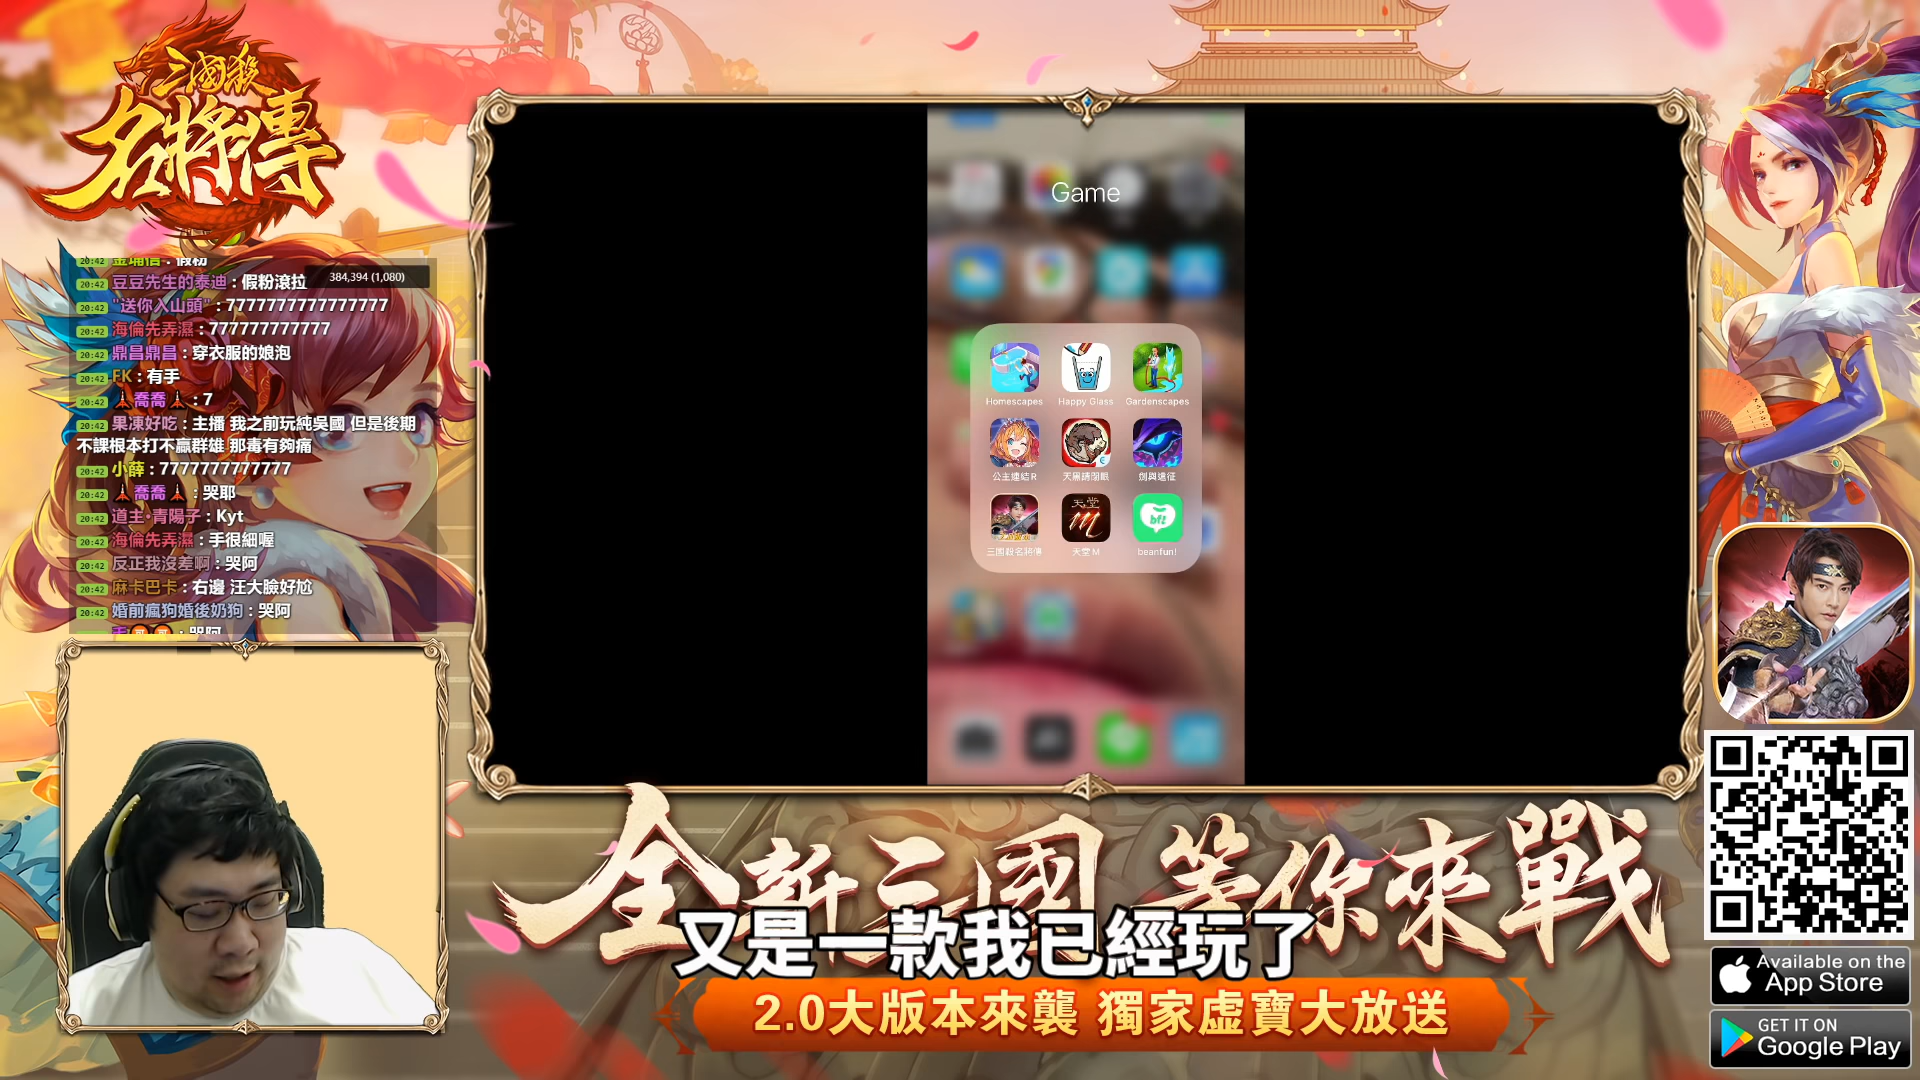 三國殺
名將傳
384,394 (1,080)
20:42 豆豆先生的泰迪 : 假粉滾拉
20:42 "送你入山頭" : 7777777777777777
20:42 海倫先弄濕 : 777777777777
20:42 鼎昌鼎昌 : 穿衣服的娘泡
20:42 FK : 有手
20:42 喬喬 : 7
20:42 果凍好吃 : 主播 我之前玩純吳國 但是後期
不課根本打不贏群雄 那毒有夠痛
20:42 小薛 : 7777777777777
20:42 喬喬 : 哭耶
20:42 道主·青陽子 : Kyt
20:42 海倫先弄濕 : 手很細喔
20:42 反正我沒差啊 : 哭阿
20:42 麻卡巴卡 : 右邊 汪大臉好尬
20:42 婚前瘋狗婚後奶狗 : 哭阿
Game
Homescapes
Happy Glass
Gardenscapes
公主連結R
天黑請閉眼
劍與遠征
天堂
M
bf!
三國殺名將傳
天堂M
beanfun!
全新三國 等你來戰
又是一款我已經玩了
2.0大版本來襲 獨家虛寶大放送
Available on the
App Store
GET IT ON
Google Play